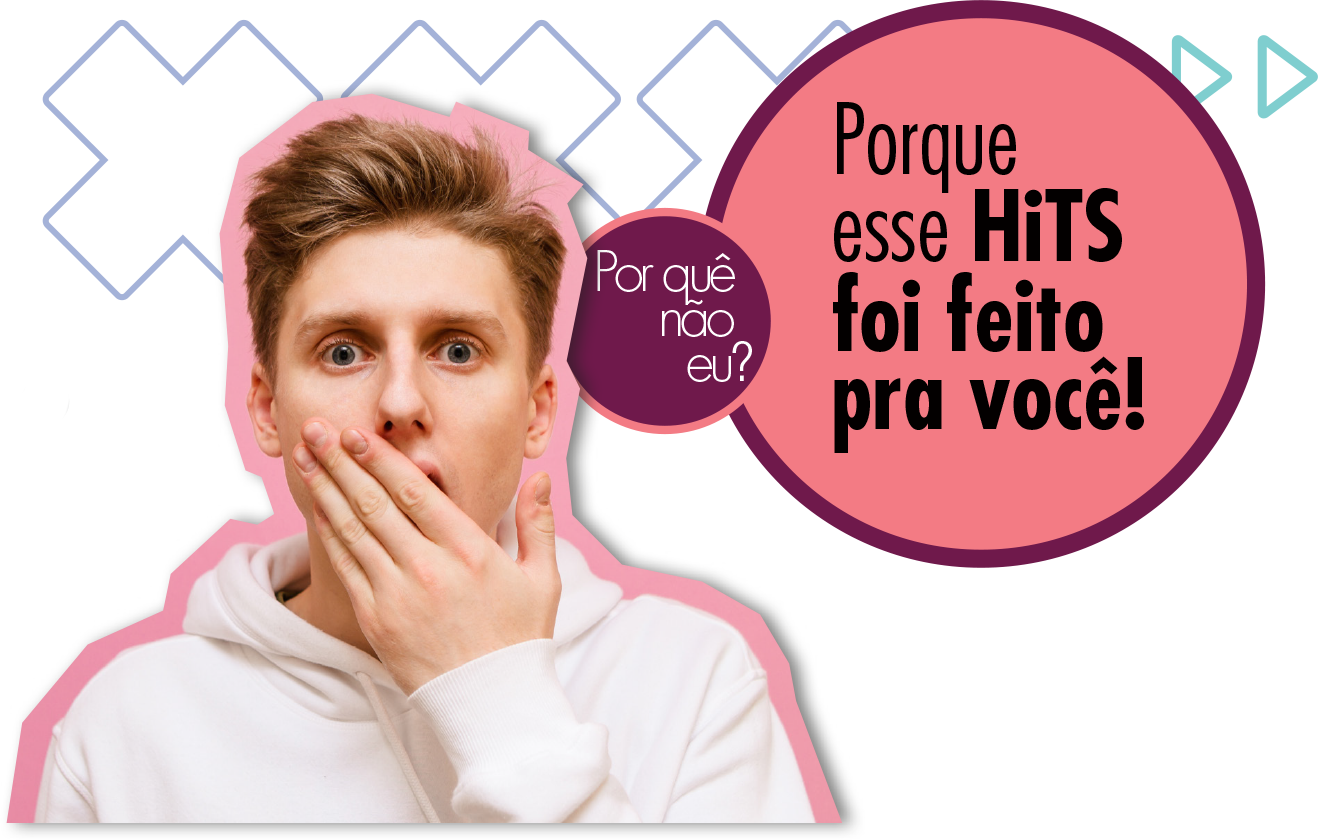 Por quê
não
eu?
Porque
esse HiTS
foi feito
pra você!